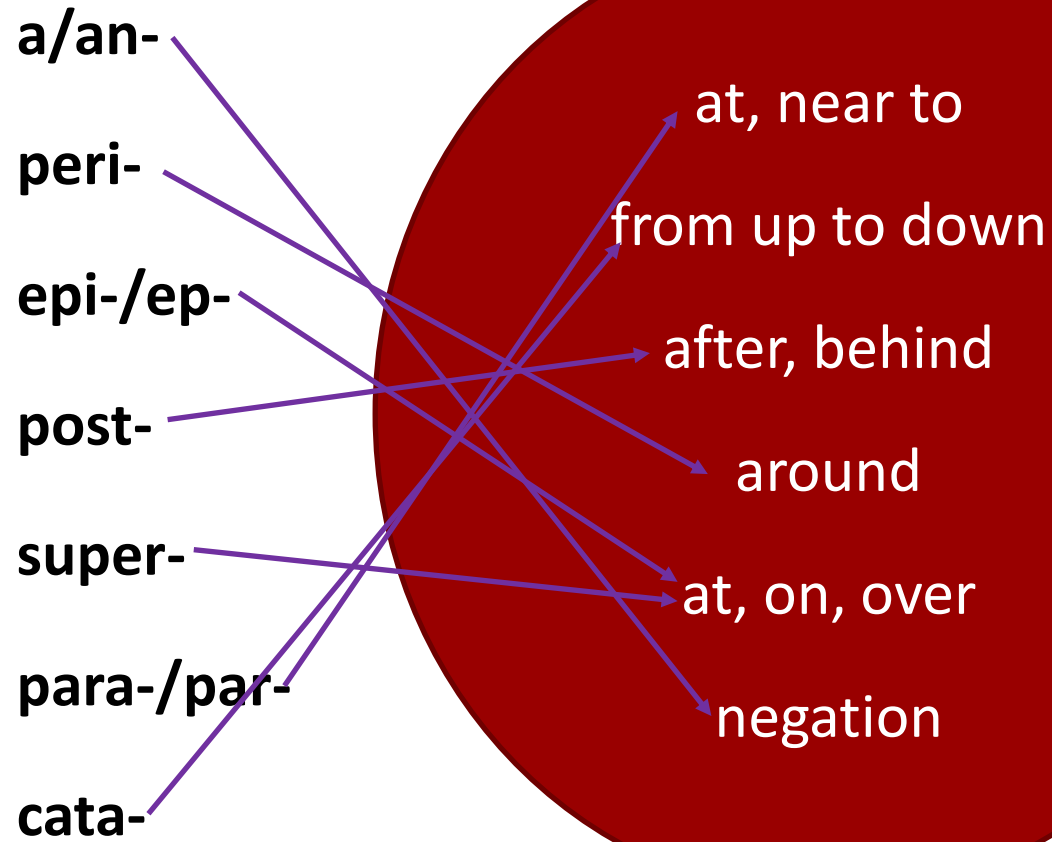 a/an-
peri-
epi-/ep-
post-
super-
para-/par-
cata-
at, near to
from up to down
after, behind
around
at, on, over
negation